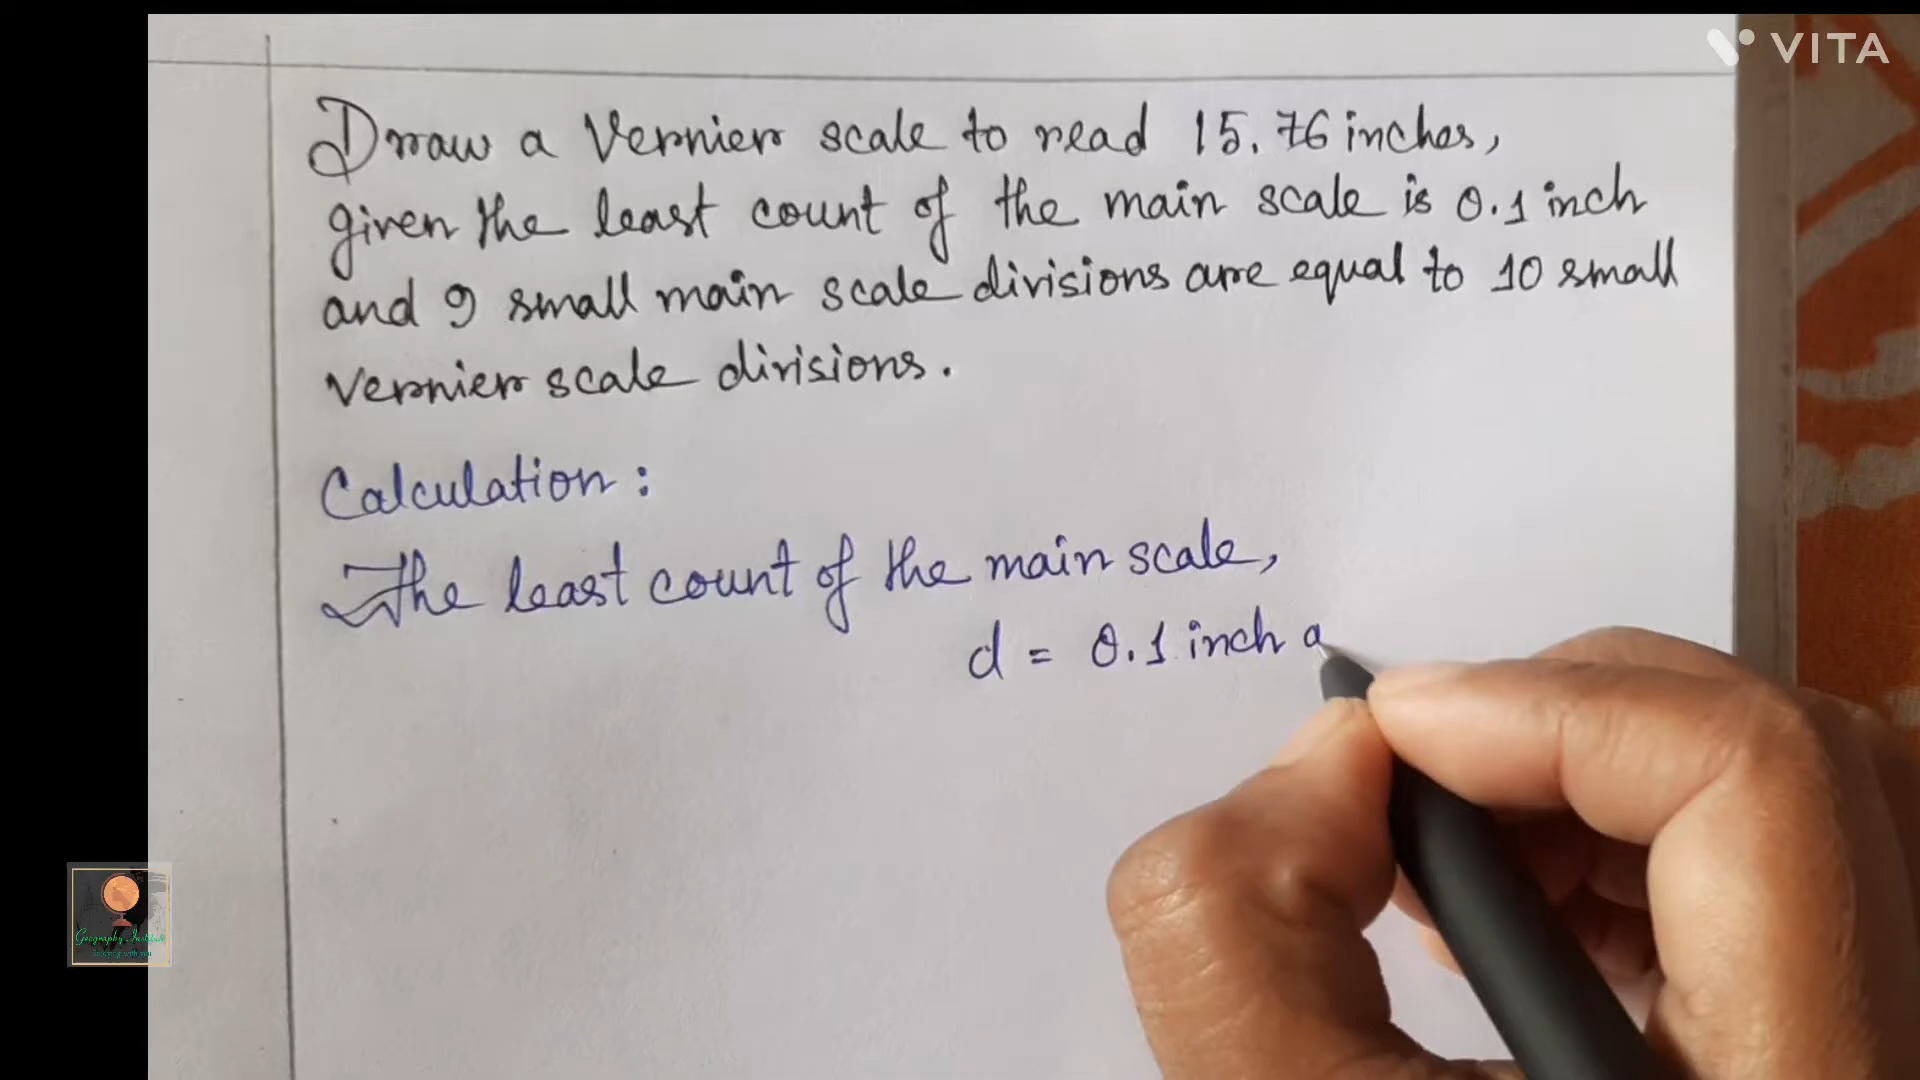 VITA
Draw a Vernier scale to read 15.76 inches,
given the least count of the main scale is 0.1 inch
and 9 small main scale divisions are equal to 10 small
vernier scale divisions.
Calculation:
The least count of the main scale,
d = 0.1 inch a
Geography